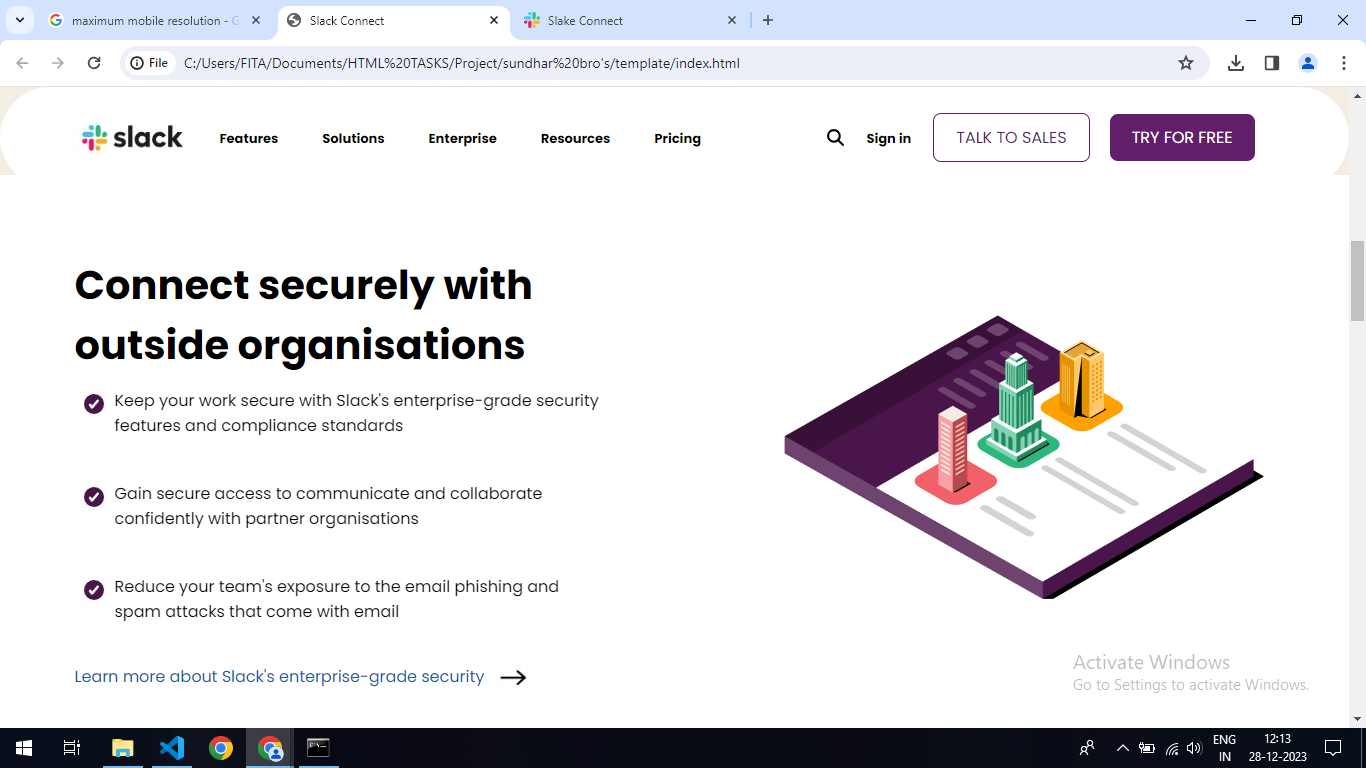 maximum mobile resolution - G
Slack Connect
Slake Connect
File
C:/Users/FITA/Documents/HTML%20TASKS/Project/sundhar%20bro's/template/index.html
slack
Features
Solutions
Enterprise
Resources
Pricing
Sign in
TALK TO SALES
TRY FOR FREE
Connect securely with
outside organisations
Keep your work secure with Slack's enterprise-grade security
features and compliance standards
Gain secure access to communicate and collaborate
confidently with partner organisations
Reduce your team's exposure to the email phishing and
spam attacks that come with email
Learn more about Slack's enterprise-grade security
Activate Windows
Go to Settings to activate Windows.
ENG
IN
12:13
28-12-2023